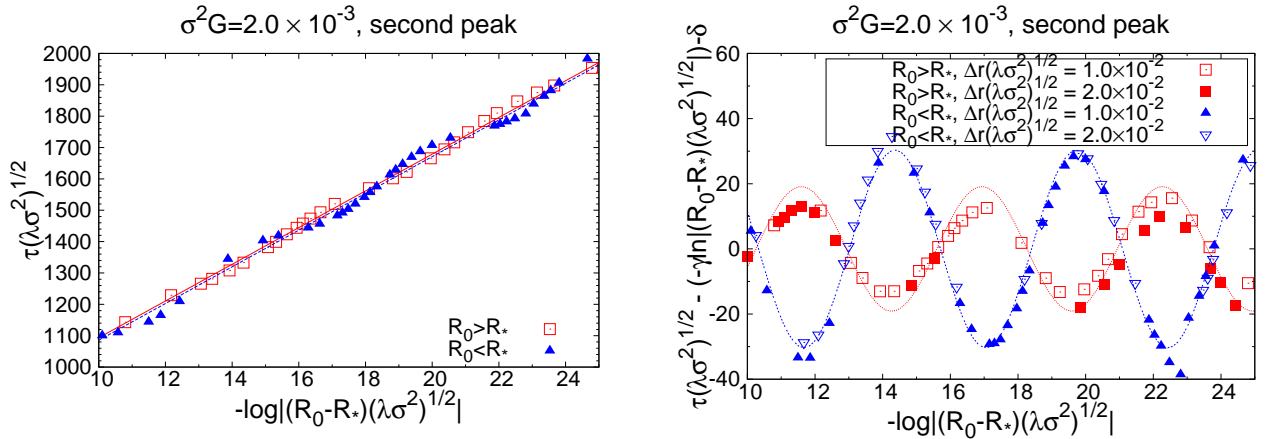 σ²G=2.0 × 10⁻³, second peak
τ(λσ²)^1/2
2000
1900
1800
1700
1600
1500
1400
1300
1200
1100
1000
R₀>R*
R₀<R*
10 12 14 16 18 20 22 24
-log|(R₀-R*)(λσ²)^1/2|
σ²G=2.0 × 10⁻³, second peak
τ(λσ²)^1/2 - (-γln|(R₀-R*)(λσ²)^1/2|)-δ
60
40
20
0
-20
-40
R₀>R*, Δr(λσ²)^1/2 = 1.0×10⁻²
R₀>R*, Δr(λσ²)^1/2 = 2.0×10⁻²
R₀<R*, Δr(λσ²)^1/2 = 1.0×10⁻²
R₀<R*, Δr(λσ²)^1/2 = 2.0×10⁻²
10 12 14 16 18 20 22 24
-log|(R₀-R*)(λσ²)^1/2|